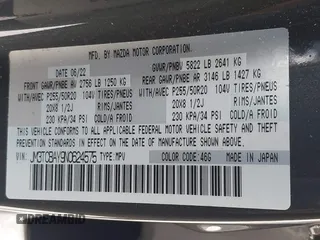 MFD. BY MAZDA MOTOR CORPORATION.
DATE 06/22 GVWR/PNBV 5822 LB 2641 KG
FRONT GAWR/PNBE AV 2756 LB 1250 KG REAR GAWR/PNBE AR 3146 LB 1427 KG
WITH/AVEC P255/50R20 104V TIRES/PNEUS WITH/AVEC P255/50R20 104V TIRES/PNEUS
20X8 1/2J RIMS/JANTES 20X8 1/2J RIMS/JANTES
@ 230 KPA/34 PSI COLD/À FROID @ 230 KPA/34 PSI COLD/À FROID
THIS VEHICLE CONFORMS TO ALL APPLICABLE U.S. FEDERAL
MOTOR VEHICLE SAFETY STANDARDS IN EFFECT ON THE DATE
OF MANUFACTURE SHOWN ABOVE.
VIN: JM3TCBAY9N0624575 TYPE: MPV COLOR CODE: 46G MADE IN JAPAN